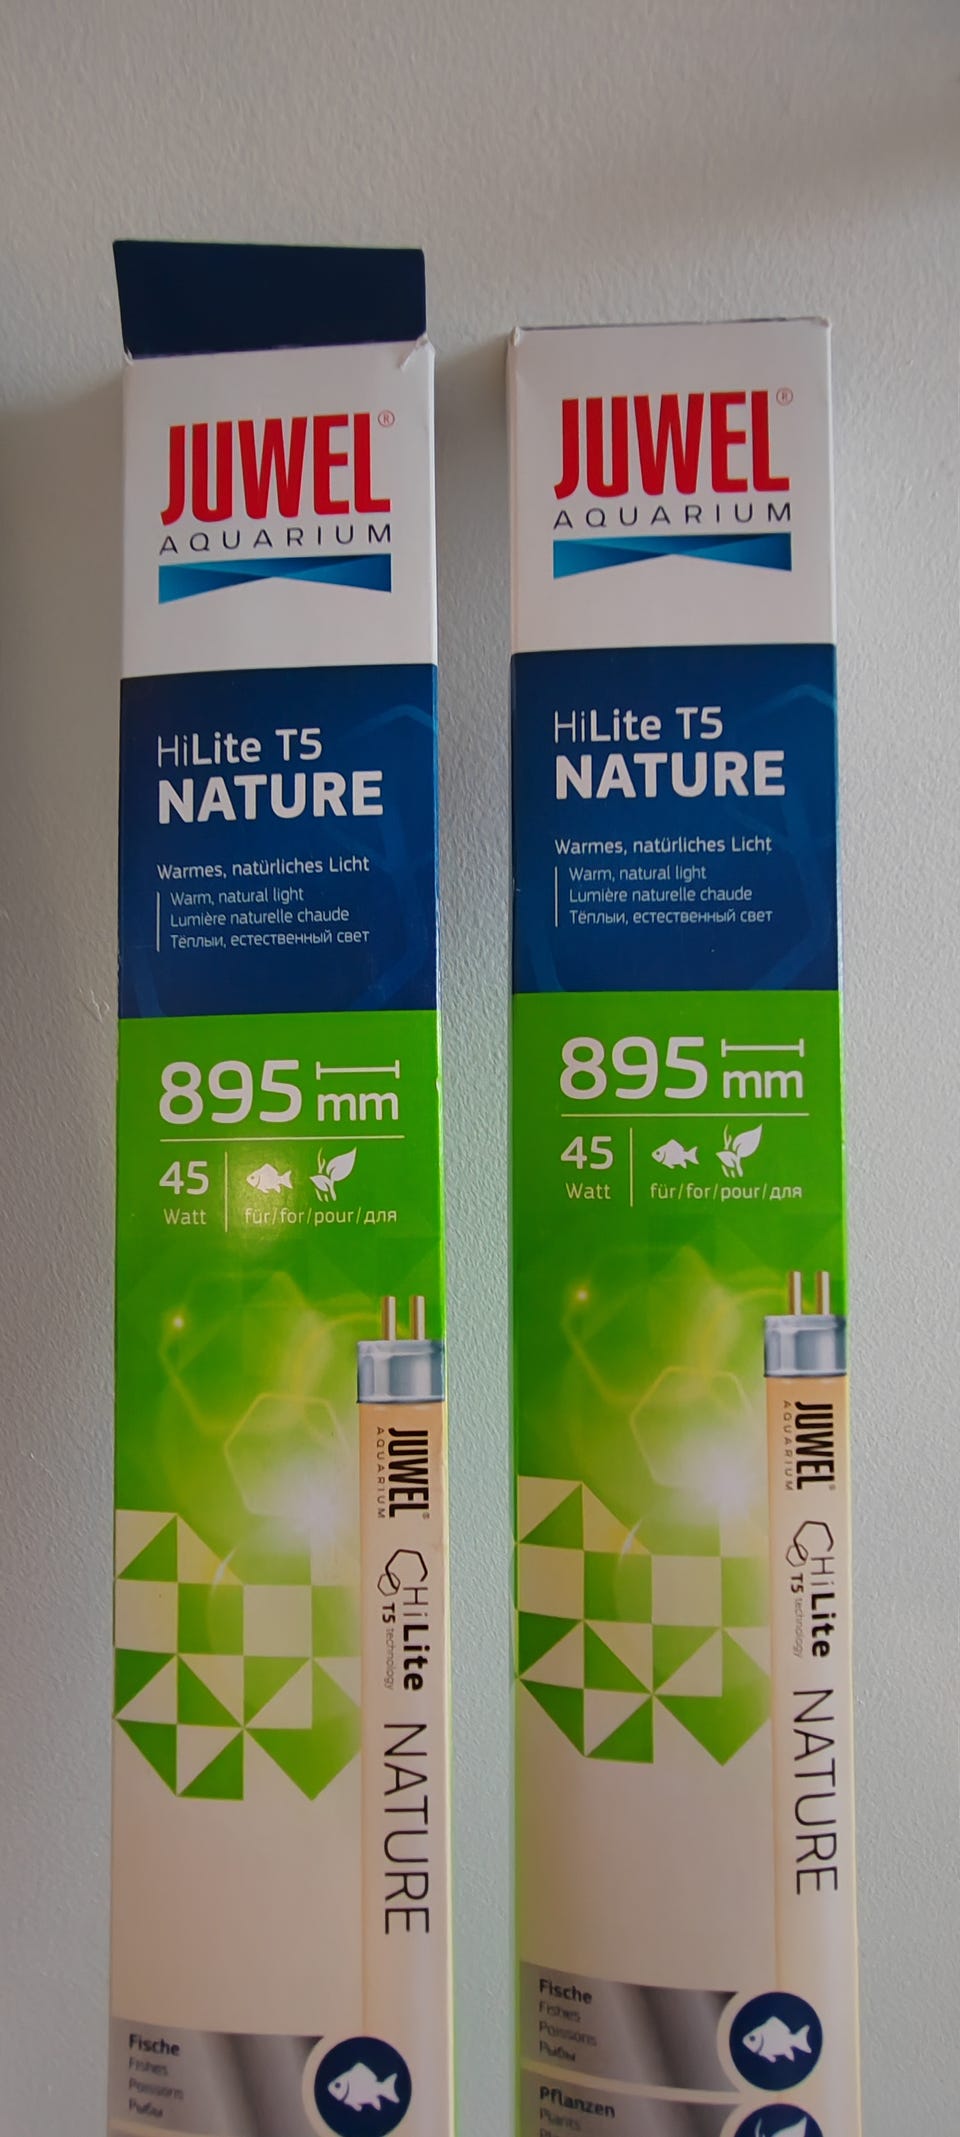 JUWEL®
AQUARIUM
HiLite T5
NATURE
Warmes, natürliches Licht
Warm, natural light
Lumière naturelle chaude
Тёплыи, естественный свет
895 mm
45
Watt
für/for/pour/для
JUWEL®
AQUARIUM
HiLite
T5 technology
NATURE
Fische
Fishes
Poissons
Рыбы
JUWEL®
AQUARIUM
HiLite T5
NATURE
Warmes, natürliches Licht
Warm, natural light
Lumière naturelle chaude
Тёплыи, естественный свет
895 mm
45
Watt
für/for/pour/для
JUWEL®
AQUARIUM
HiLite
T5 technology
NATURE
Fische
Fishes
Poissons
Рыбы
Pflanzen
Plants